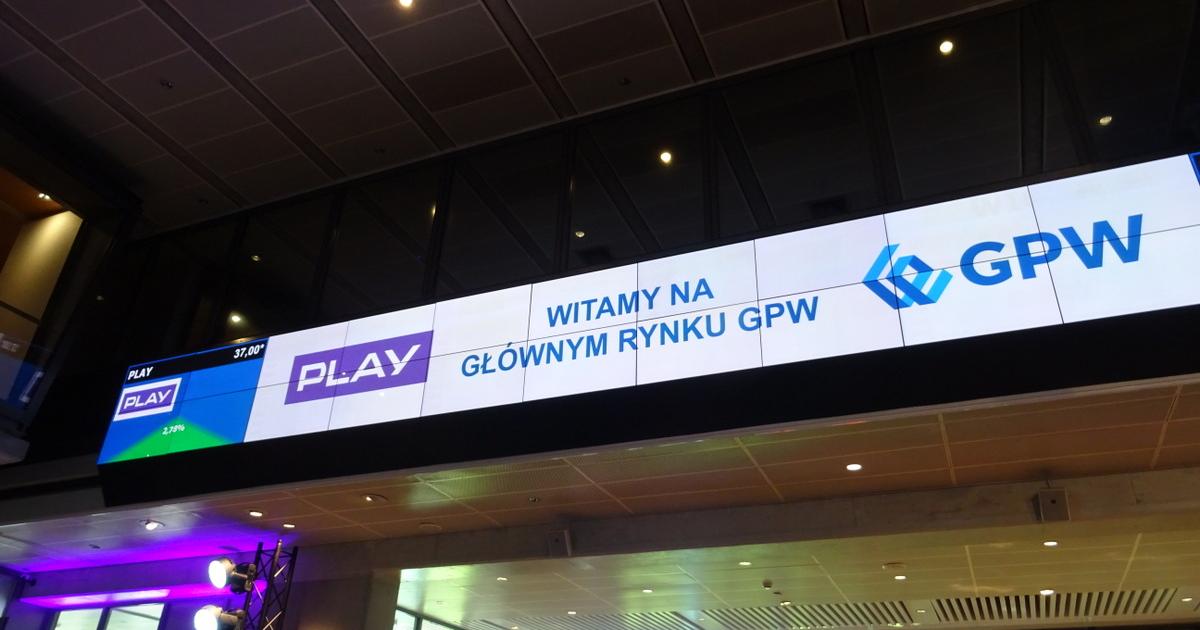 PLAY 37,00*
PLAY
2,78%
PLAY
WITAMY NA
GŁÓWNYM RYNKU GPW
GPW